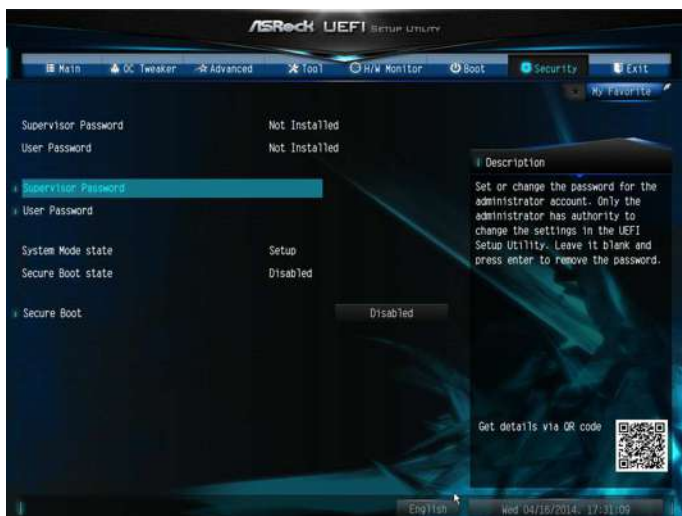 ASRock UEFI SETUP UTILITY
Main OC Tweaker Advanced Tool H/W Monitor Boot Security Exit
My Favorite
Supervisor Password Not Installed
User Password Not Installed
Supervisor Password
User Password
System Mode state Setup
Secure Boot state Disabled
Secure Boot Disabled
Description
Set or change the password for the
administrator account. Only the
administrator has authority to
change the settings in the UEFI
Setup Utility. Leave it blank and
press enter to remove the password.
Get details via QR code
English Wed 04/16/2014, 17:31:09